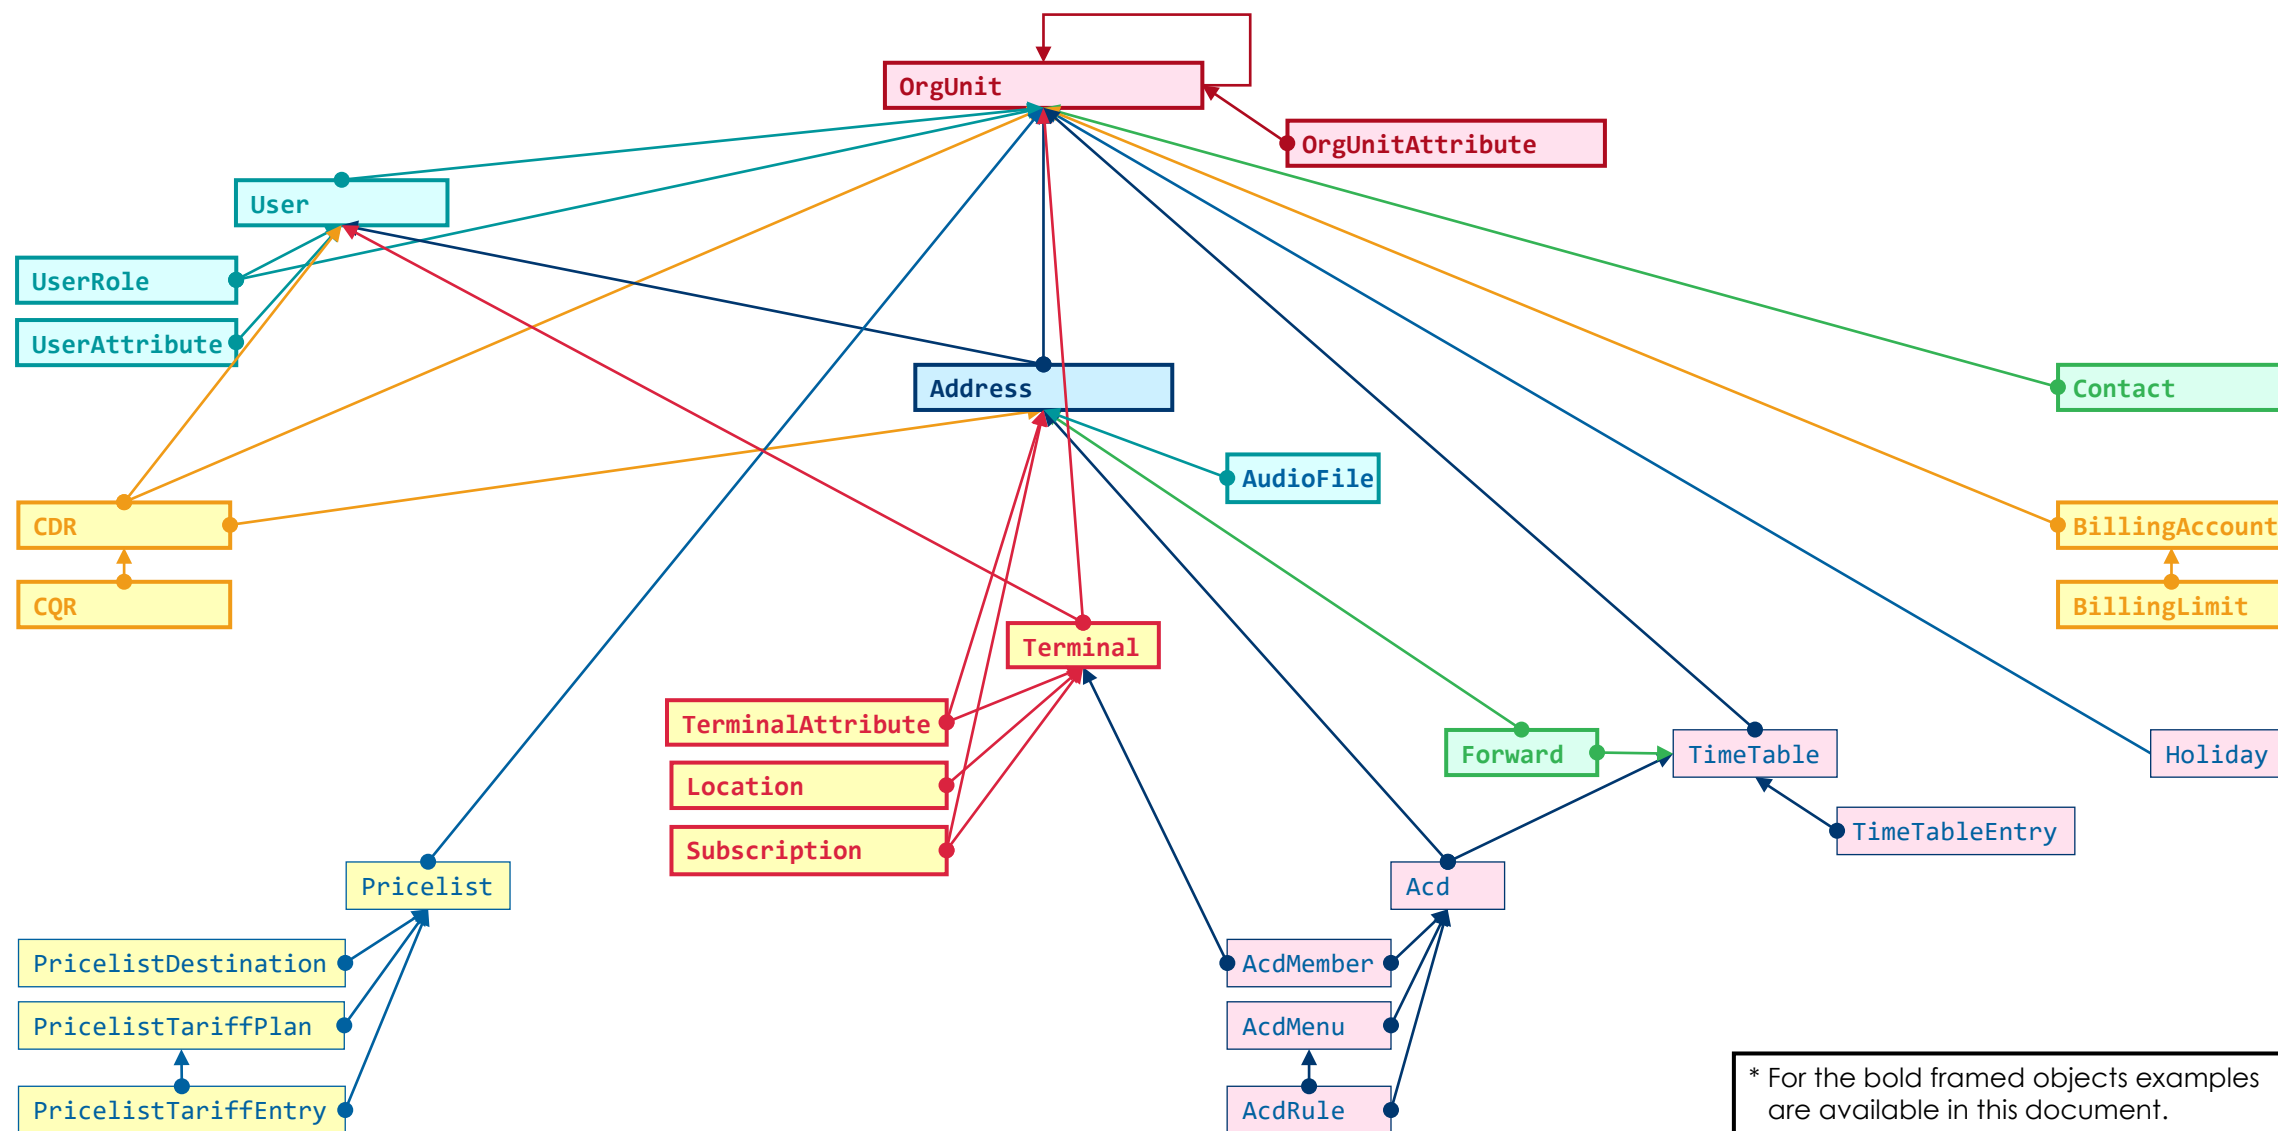 OrgUnit
OrgUnitAttribute
User
UserRole
UserAttribute
Address
Contact
AudioFile
CDR
BillingAccount
CQR
BillingLimit
Terminal
TerminalAttribute
Forward
TimeTable
Holiday
Location
TimeTableEntry
Subscription
Pricelist
Acd
PricelistDestination
AcdMember
PricelistTariffPlan
AcdMenu
PricelistTariffEntry
AcdRule
* For the bold framed objects examples
are available in this document.